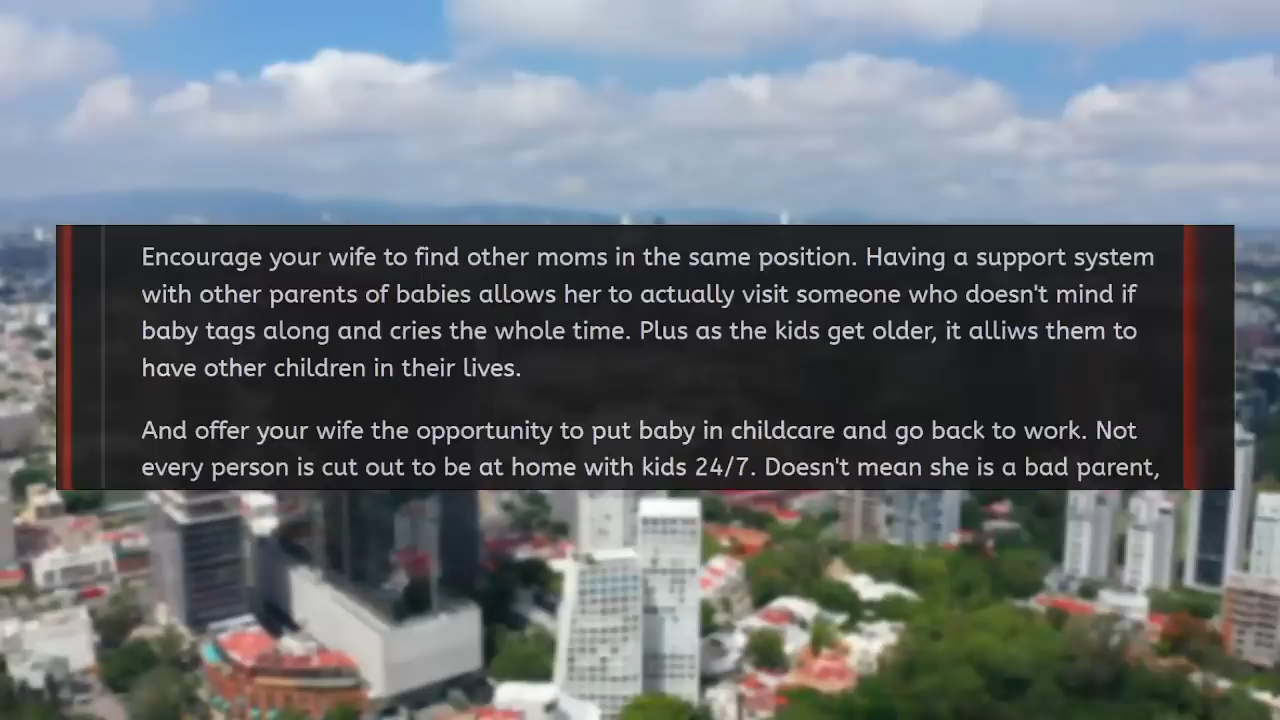 Encourage your wife to find other moms in the same position. Having a support system
with other parents of babies allows her to actually visit someone who doesn't mind if
baby tags along and cries the whole time. Plus as the kids get older, it alliws them to
have other children in their lives.
And offer your wife the opportunity to put baby in childcare and go back to work. Not
every person is cut out to be at home with kids 24/7. Doesn't mean she is a bad parent,